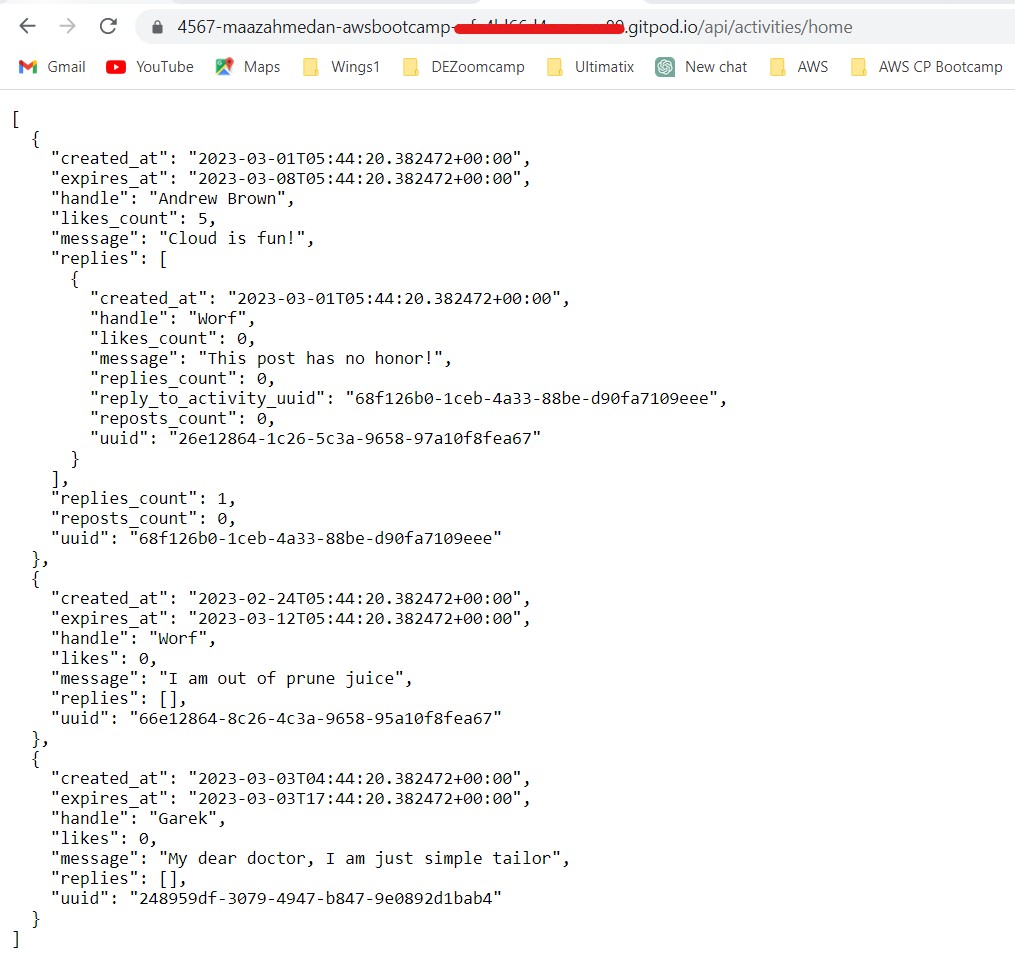 4567-maazahmedan-awsbootcamp- .gitpod.io/api/activities/home
Gmail YouTube Maps Wings1 DEZoomcamp Ultimatix New chat AWS AWS CP Bootcamp
[
  {
    "created_at": "2023-03-01T05:44:20.382472+00:00",
    "expires_at": "2023-03-08T05:44:20.382472+00:00",
    "handle": "Andrew Brown",
    "likes_count": 5,
    "message": "Cloud is fun!",
    "replies": [
      {
        "created_at": "2023-03-01T05:44:20.382472+00:00",
        "handle": "Worf",
        "likes_count": 0,
        "message": "This post has no honor!",
        "replies_count": 0,
        "reply_to_activity_uuid": "68f126b0-1ceb-4a33-88be-d90fa7109eee",
        "reposts_count": 0,
        "uuid": "26e12864-1c26-5c3a-9658-97a10f8fea67"
      }
    ],
    "replies_count": 1,
    "reposts_count": 0,
    "uuid": "68f126b0-1ceb-4a33-88be-d90fa7109eee"
  },
  {
    "created_at": "2023-02-24T05:44:20.382472+00:00",
    "expires_at": "2023-03-12T05:44:20.382472+00:00",
    "handle": "Worf",
    "likes": 0,
    "message": "I am out of prune juice",
    "replies": [],
    "uuid": "66e12864-8c26-4c3a-9658-95a10f8fea67"
  },
  {
    "created_at": "2023-03-03T04:44:20.382472+00:00",
    "expires_at": "2023-03-03T17:44:20.382472+00:00",
    "handle": "Garek",
    "likes": 0,
    "message": "My dear doctor, I am just simple tailor",
    "replies": [],
    "uuid": "248959df-3079-4947-b847-9e0892d1bab4"
  }
]